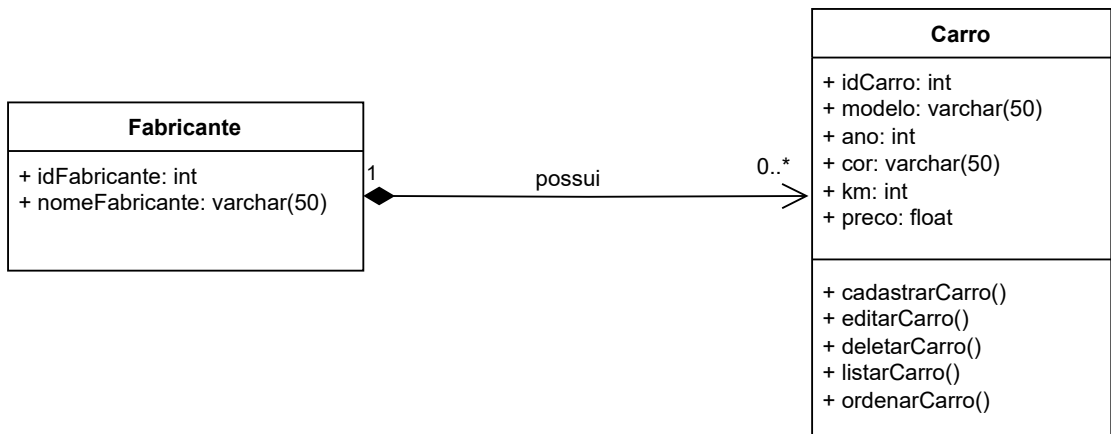 Fabricante
+ idFabricante: int
+ nomeFabricante: varchar(50)
1
possui
0..*
Carro
+ idCarro: int
+ modelo: varchar(50)
+ ano: int
+ cor: varchar(50)
+ km: int
+ preco: float
+ cadastrarCarro()
+ editarCarro()
+ deletarCarro()
+ listarCarro()
+ ordenarCarro()